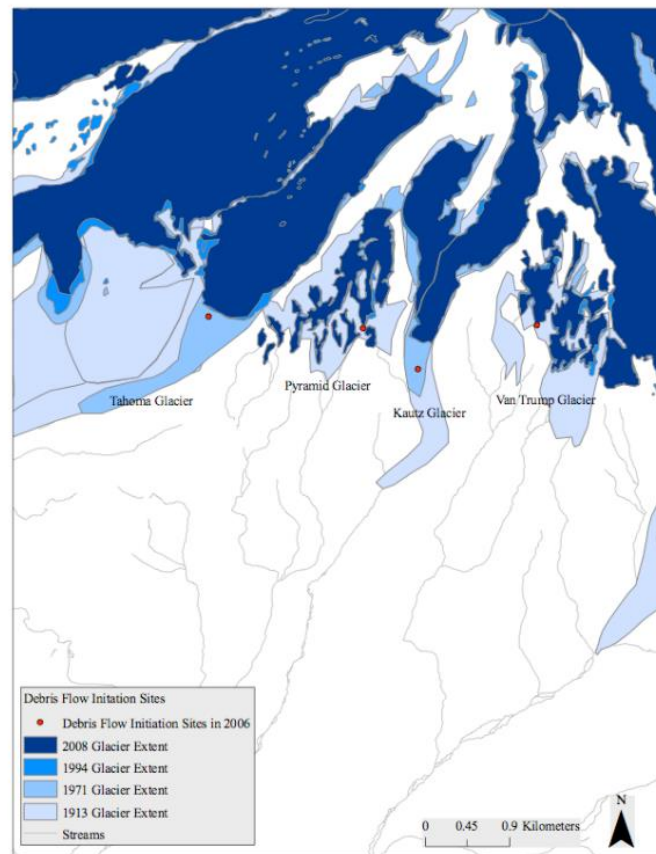 Tahoma Glacier
Pyramid Glacier
Kautz Glacier
Van Trump Glacier
Debris Flow Initation Sites
Debris Flow Initiation Sites in 2006
2008 Glacier Extent
1994 Glacier Extent
1971 Glacier Extent
1913 Glacier Extent
Streams
0 0.45 0.9 Kilometers
N